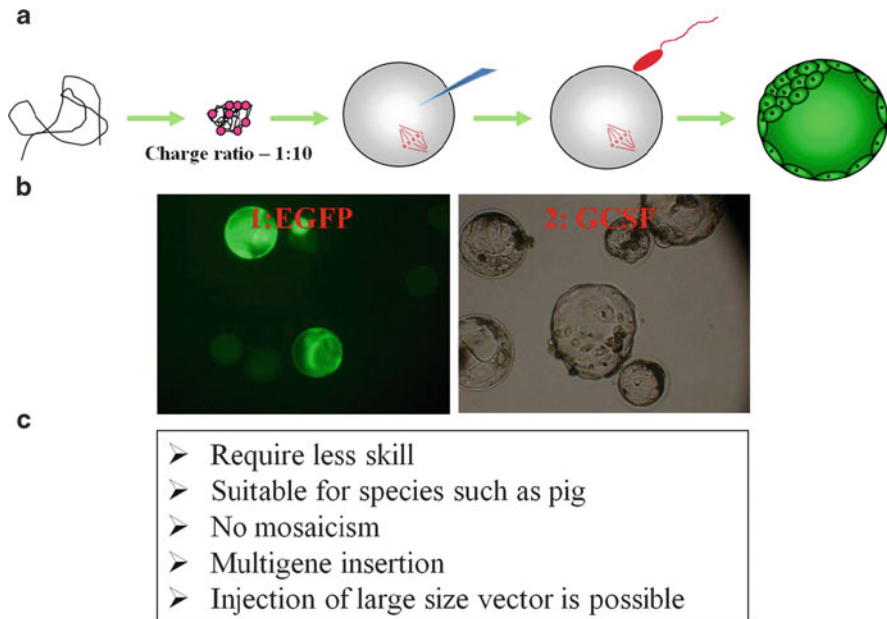 a
Charge ratio – 1:10
b
1:EGFP
2: GCSF
c
➢ Require less skill
➢ Suitable for species such as pig
➢ No mosaicism
➢ Multigene insertion
➢ Injection of large size vector is possible